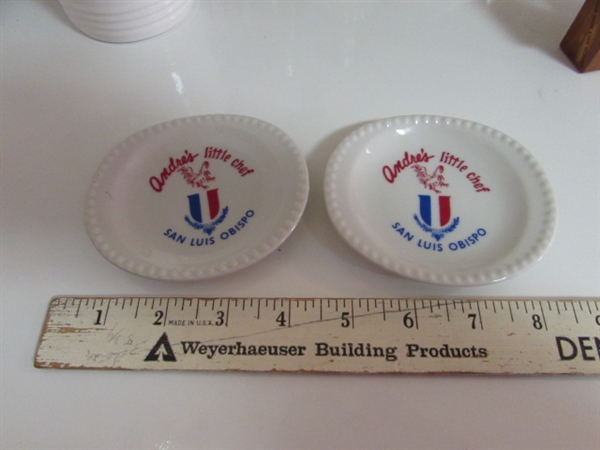 andre's little chef
SAN LUIS OBISPO
andre's little chef
SAN LUIS OBISPO
1 2 3 4 5 6 7 8
MADE IN U.S.A.
Weyerhaeuser Building Products
DEN